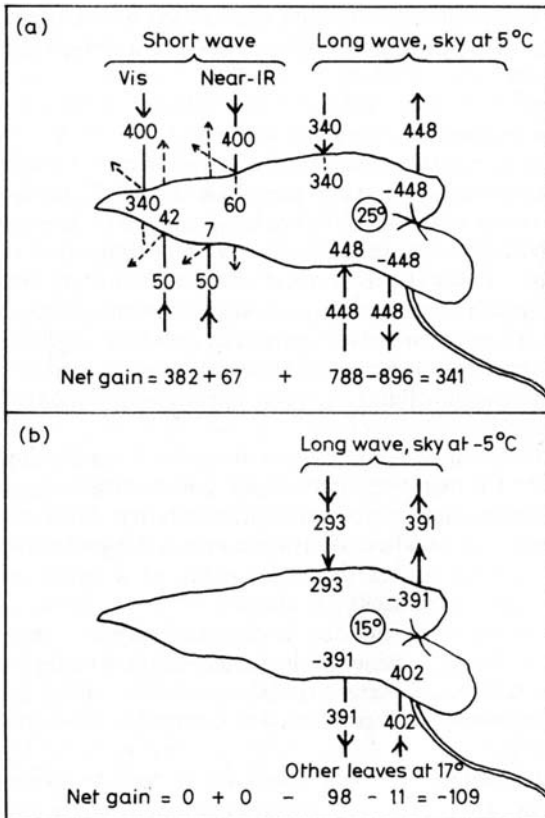 (a)
Short wave
Long wave, sky at 5°C
Vis
Near-IR
400
400
340
448
340
60
340
-448
42
7
25°
448
-448
50
50
448
448
Net gain = 382 + 67 + 788 - 896 = 341
(b)
Long wave, sky at -5°C
293
391
293
-391
15°
-391
402
391
402
Other leaves at 17°
Net gain = 0 + 0 - 98 - 11 = -109